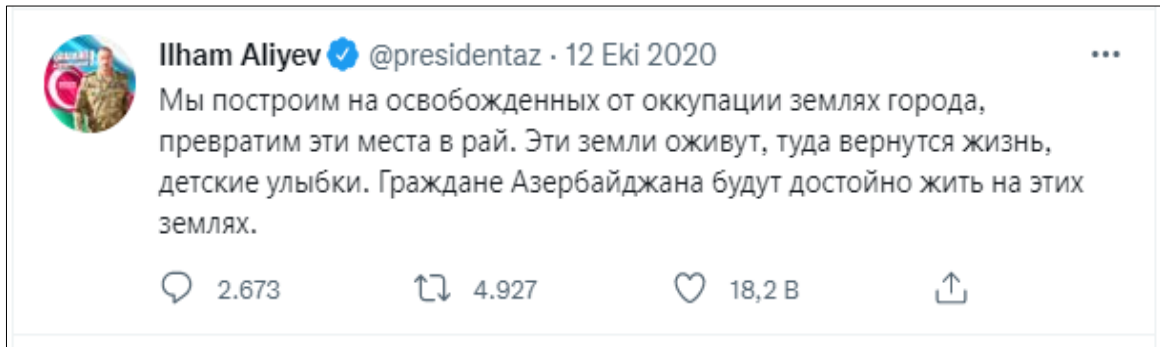 Ilham Aliyev @presidentaz · 12 Eki 2020
Мы построим на освобожденных от оккупации землях города,
превратим эти места в рай. Эти земли оживут, туда вернутся жизнь,
детские улыбки. Граждане Азербайджана будут достойно жить на этих
землях.
2.673 4.927 18,2 B